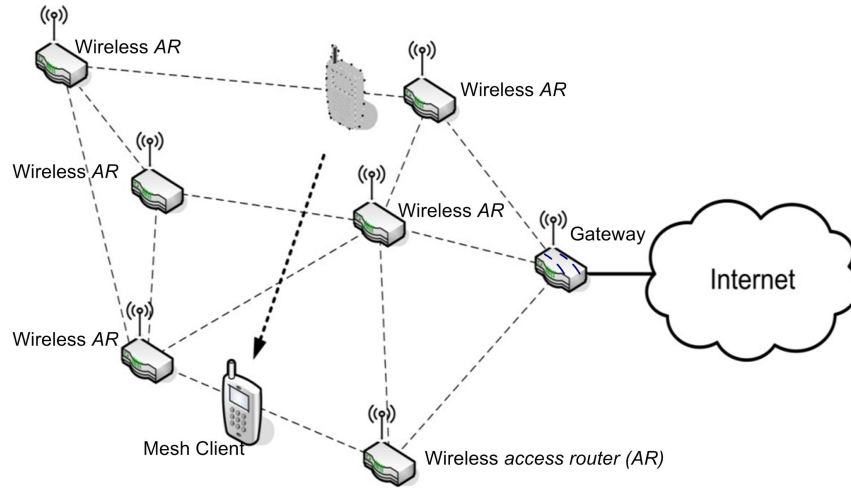 Wireless AR
Wireless AR
Wireless AR
Wireless AR
Gateway
Internet
Wireless AR
Mesh Client
Wireless access router (AR)